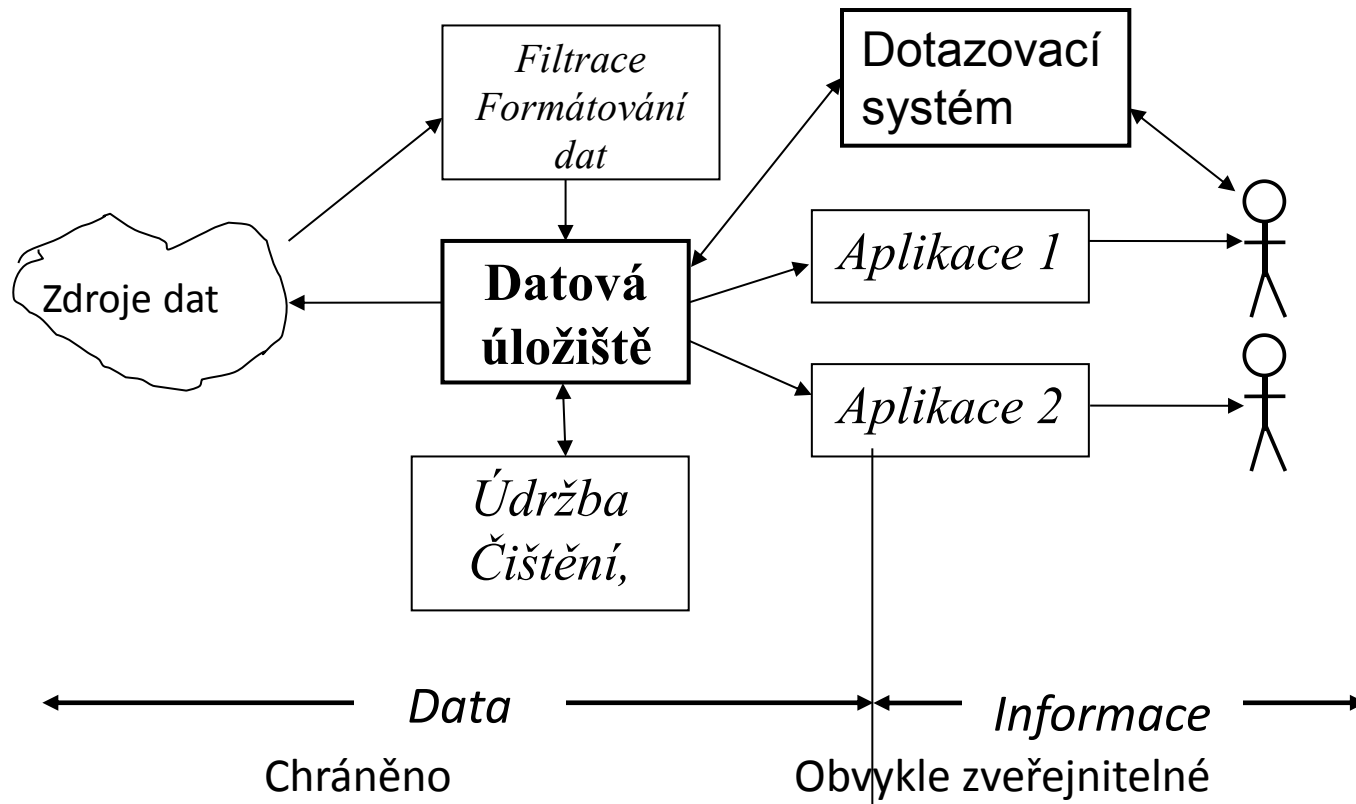 Filtrace
Formátování
dat
Dotazovací
systém
Zdroje dat
Datová
úložiště
Aplikace 1
Aplikace 2
Údržba
Čištění,
Data
Informace
Chráněno
Obvykle zveřejnitelné